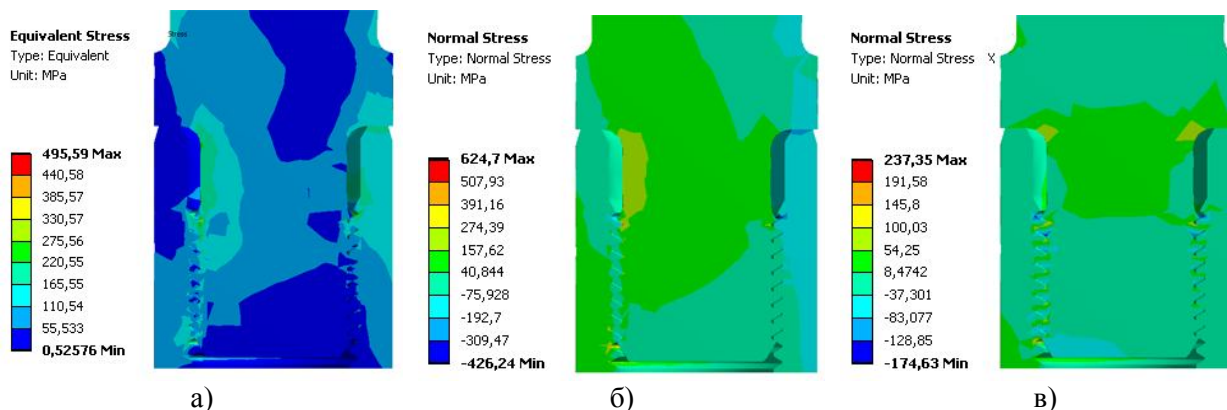 Equivalent Stress
Type: Equivalent
Unit: MPa
495,59 Max
440,58
385,57
330,57
275,56
220,55
165,55
110,54
55,533
0,52576 Min
Stress
а)
Normal Stress
Type: Normal Stress
Unit: MPa
624,7 Max
507,93
391,16
274,39
157,62
40,844
-75,928
-192,7
-309,47
-426,24 Min
б)
Normal Stress
Type: Normal Stress X
Unit: MPa
237,35 Max
191,58
145,8
100,03
54,25
8,4742
-37,301
-83,077
-128,85
-174,63 Min
в)